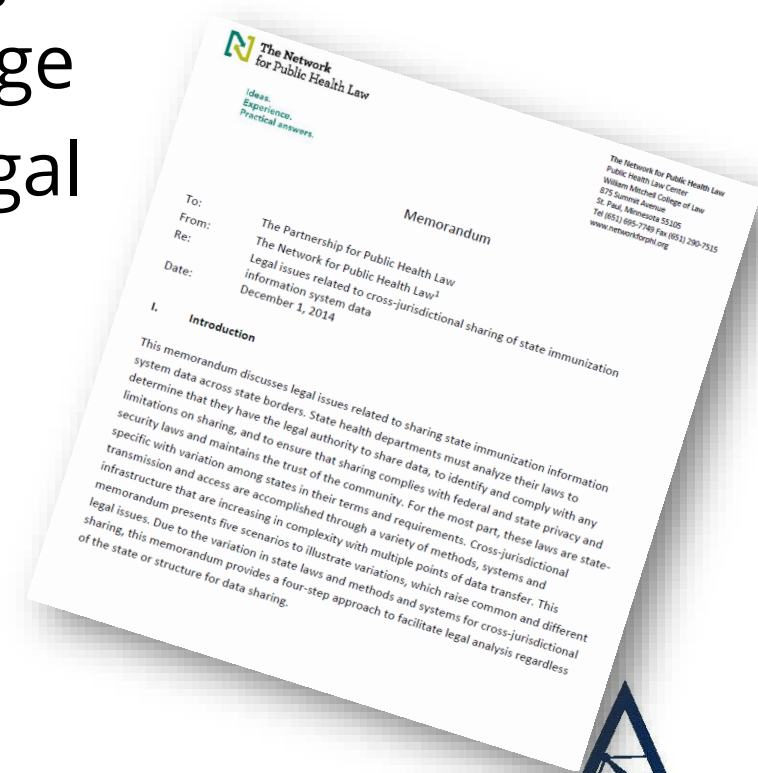 ge
gal
The Network
for Public Health Law
Ideas.
Experience.
Practical answers.
The Network for Public Health Law
Public Health Law Center
William Mitchell College of Law
875 Summit Avenue
St. Paul, Minnesota 55105
Tel (651) 695-7749 Fax (651) 290-7515
www.networkforphl.org
Memorandum
To: The Partnership for Public Health Law
From: The Network for Public Health Law1
Re: Legal issues related to cross-jurisdictional sharing of state immunization
information system data
Date: December 1, 2014
I. Introduction
This memorandum discusses legal issues related to sharing state immunization information
system data across state borders. State health departments must analyze their laws to
determine that they have the legal authority to share data, to identify and comply with any
limitations on sharing, and to ensure that sharing complies with federal and state privacy and
security laws and maintains the trust of the community. For the most part, these laws are state-
specific with variation among states in their terms and requirements. Cross-jurisdictional
transmission and access are accomplished through a variety of methods, systems and
infrastructure that are increasing in complexity with multiple points of data transfer. This
memorandum presents five scenarios to illustrate variations, which raise common and different
legal issues. Due to the variation in state laws and methods and systems for cross-jurisdictional
sharing, this memorandum provides a four-step approach to facilitate legal analysis regardless
of the state or structure for data sharing.